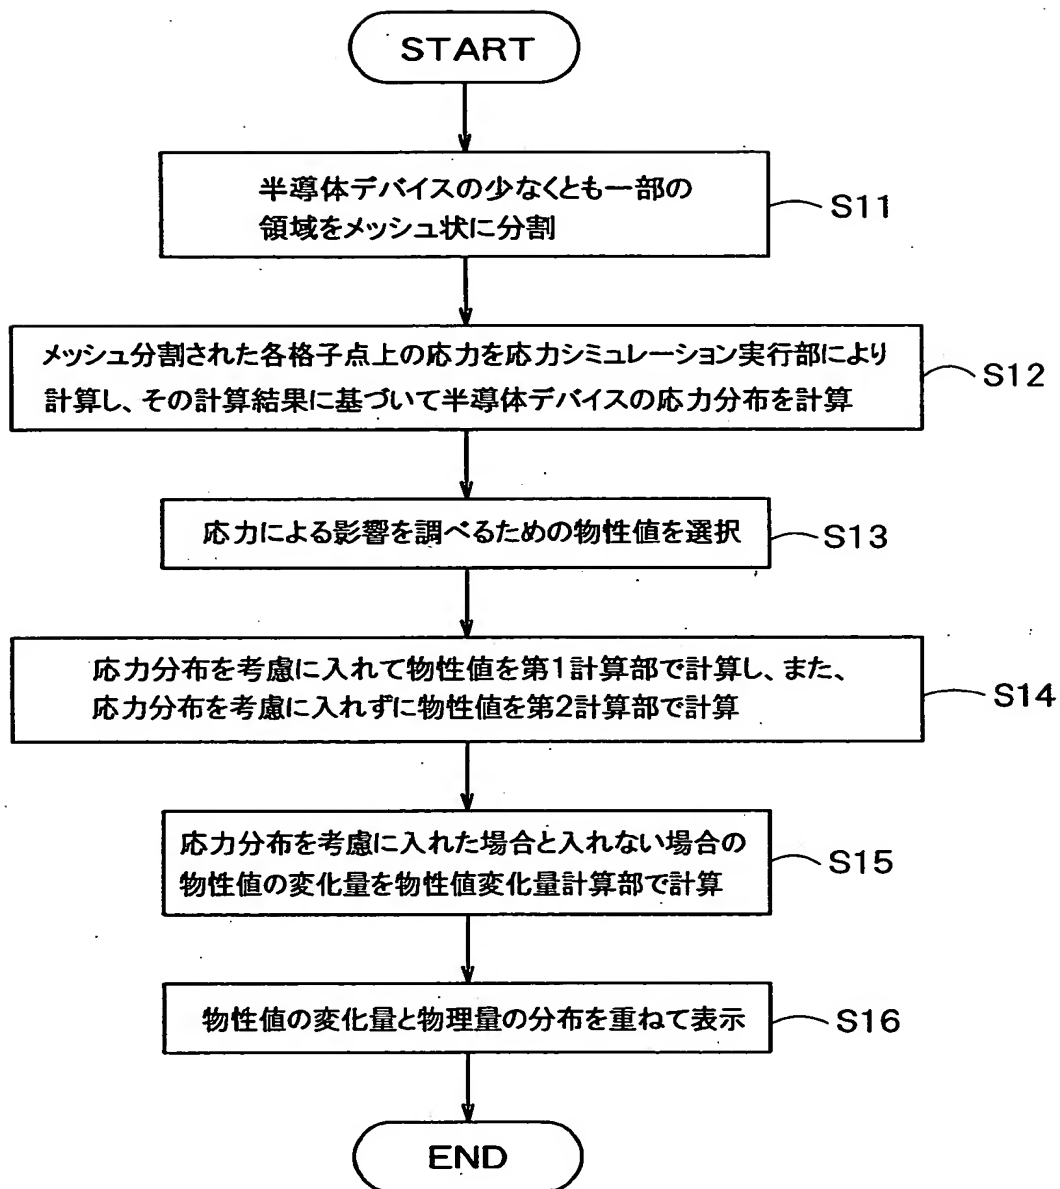 START
半導体デバイスの少なくとも一部の
領域をメッシュ状に分割
S11
メッシュ分割された各格子点上の応力を応力シミュレーション実行部により
計算し、その計算結果に基づいて半導体デバイスの応力分布を計算
S12
応力による影響を調べるための物性値を選択
S13
応力分布を考慮に入れて物性値を第1計算部で計算し、また、
応力分布を考慮に入れずに物性値を第2計算部で計算
S14
応力分布を考慮に入れた場合と入れない場合の
物性値の変化量を物性値変化量計算部で計算
S15
物性値の変化量と物理量の分布を重ねて表示
S16
END